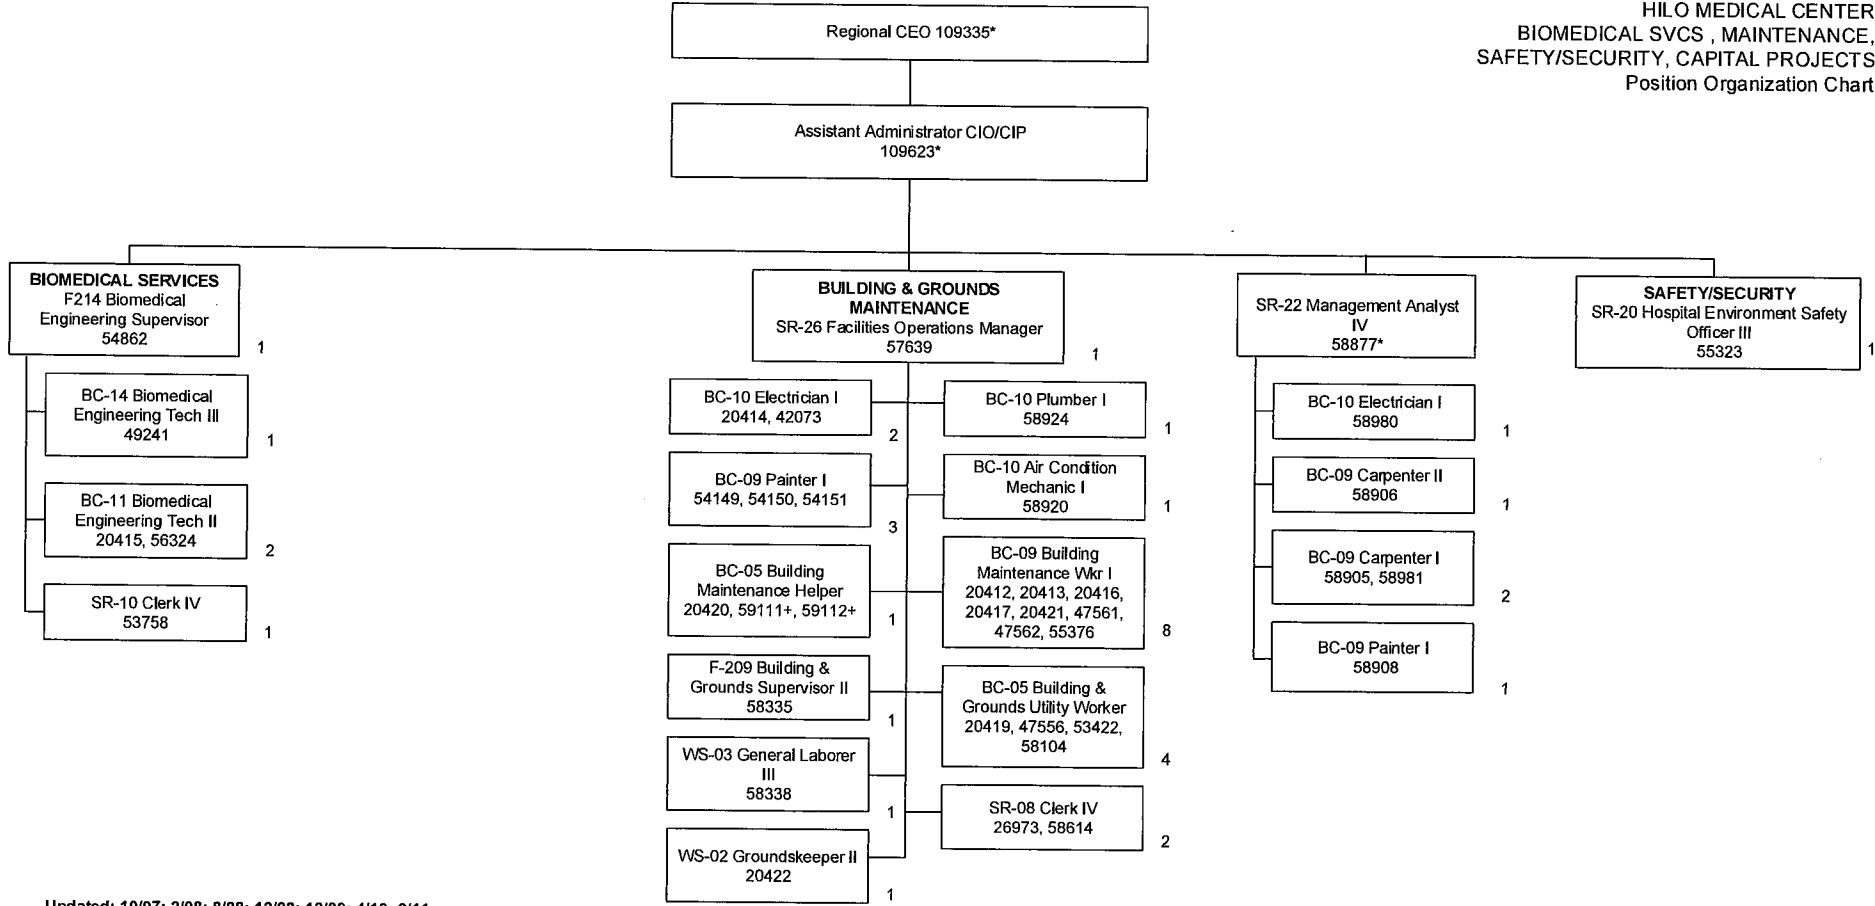 HILO MEDICAL CENTER
BIOMEDICAL SVCS , MAINTENANCE,
SAFETY/SECURITY, CAPITAL PROJECTS
Position Organization Chart
Regional CEO 109335*
Assistant Administrator CIO/CIP
109623*
BIOMEDICAL SERVICES
F214 Biomedical
Engineering Supervisor
54862
1
BC-14 Biomedical
Engineering Tech III
49241
1
BC-11 Biomedical
Engineering Tech II
20415, 56324
2
SR-10 Clerk IV
53758
1
BUILDING & GROUNDS
MAINTENANCE
SR-26 Facilities Operations Manager
57639
1
BC-10 Electrician I
20414, 42073
2
BC-10 Plumber I
58924
1
BC-09 Painter I
54149, 54150, 54151
3
BC-10 Air Condition
Mechanic I
58920
1
BC-05 Building
Maintenance Helper
20420, 59111+, 59112+
1
BC-09 Building
Maintenance Wkr I
20412, 20413, 20416,
20417, 20421, 47561,
47562, 55376
8
F-209 Building &
Grounds Supervisor II
58335
1
BC-05 Building &
Grounds Utility Worker
20419, 47556, 53422,
58104
4
WS-03 General Laborer
III
58338
1
SR-08 Clerk IV
26973, 58614
2
WS-02 Groundskeeper II
20422
1
SR-22 Management Analyst
IV
58877*
BC-10 Electrician I
58980
1
BC-09 Carpenter II
58906
1
BC-09 Carpenter I
58905, 58981
2
BC-09 Painter I
58908
1
SAFETY/SECURITY
SR-20 Hospital Environment Safety
Officer III
55323
1
Updated: